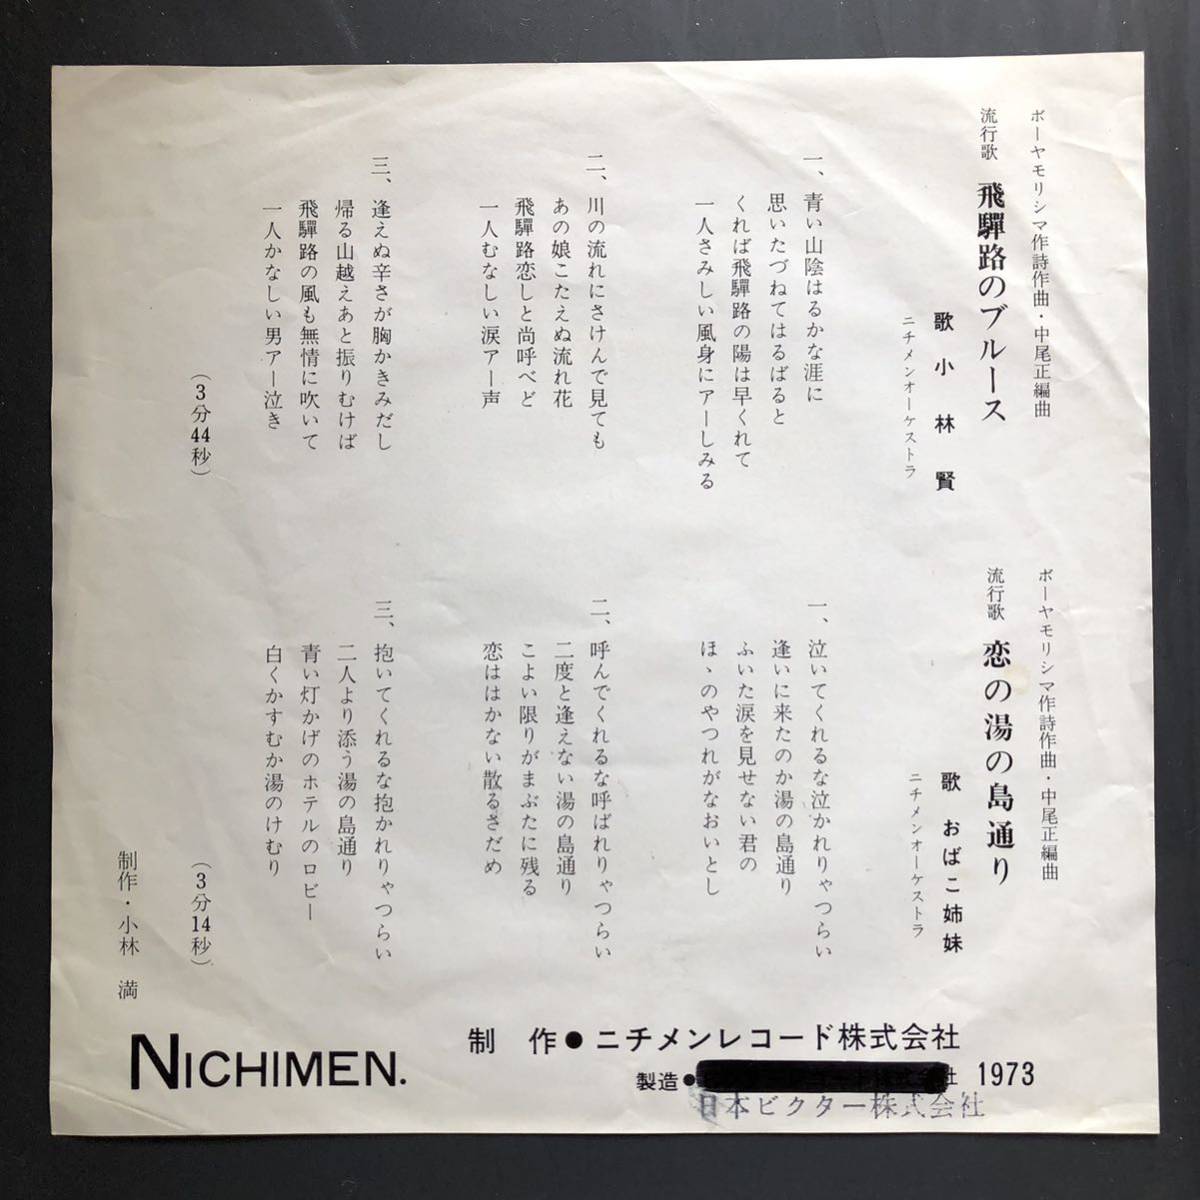 ボーヤモリシマ作詩作曲・中尾正編曲
流行歌 飛驒路のブルース
歌 小林賢
ニチメンオーケストラ
一、青い山陰はるかな涯に
思いたづねてはるばると
くれば飛驒路の陽は早くれて
一人さみしい風身にアーしみる
二、川の流れにさけんで見ても
あの娘こたえぬ流れ花
飛驒路恋しと尚呼べど
一人むなしい涙アー声
三、逢えぬ辛さが胸かきみだし
帰る山越えあと振りむけば
飛驒路の風も無情に吹いて
一人かなしい男アー泣き
(3分44秒)
ボーヤモリシマ作詩作曲・中尾正編曲
流行歌 恋の湯の島通り
歌 おばこ姉妹
ニチメンオーケストラ
一、泣いてくれるな泣かれりゃつらい
逢いに来たのか湯の島通り
ふいた涙を見せない君の
ほゝのやつれがなおいとし
二、呼んでくれるな呼ばれりゃつらい
二度と逢えない湯の島通り
こよい限りがまぶたに残る
恋ははかない散るさだめ
三、抱いてくれるな抱かれりゃつらい
二人より添う湯の島通り
青い灯かげのホテルのロビー
白くかすむか湯のけむり
(3分14秒)
制作・小林 満
NICHIMEN.
制 作●ニチメンレコード株式会社
製造● 社 1973
日本ビクター株式会社